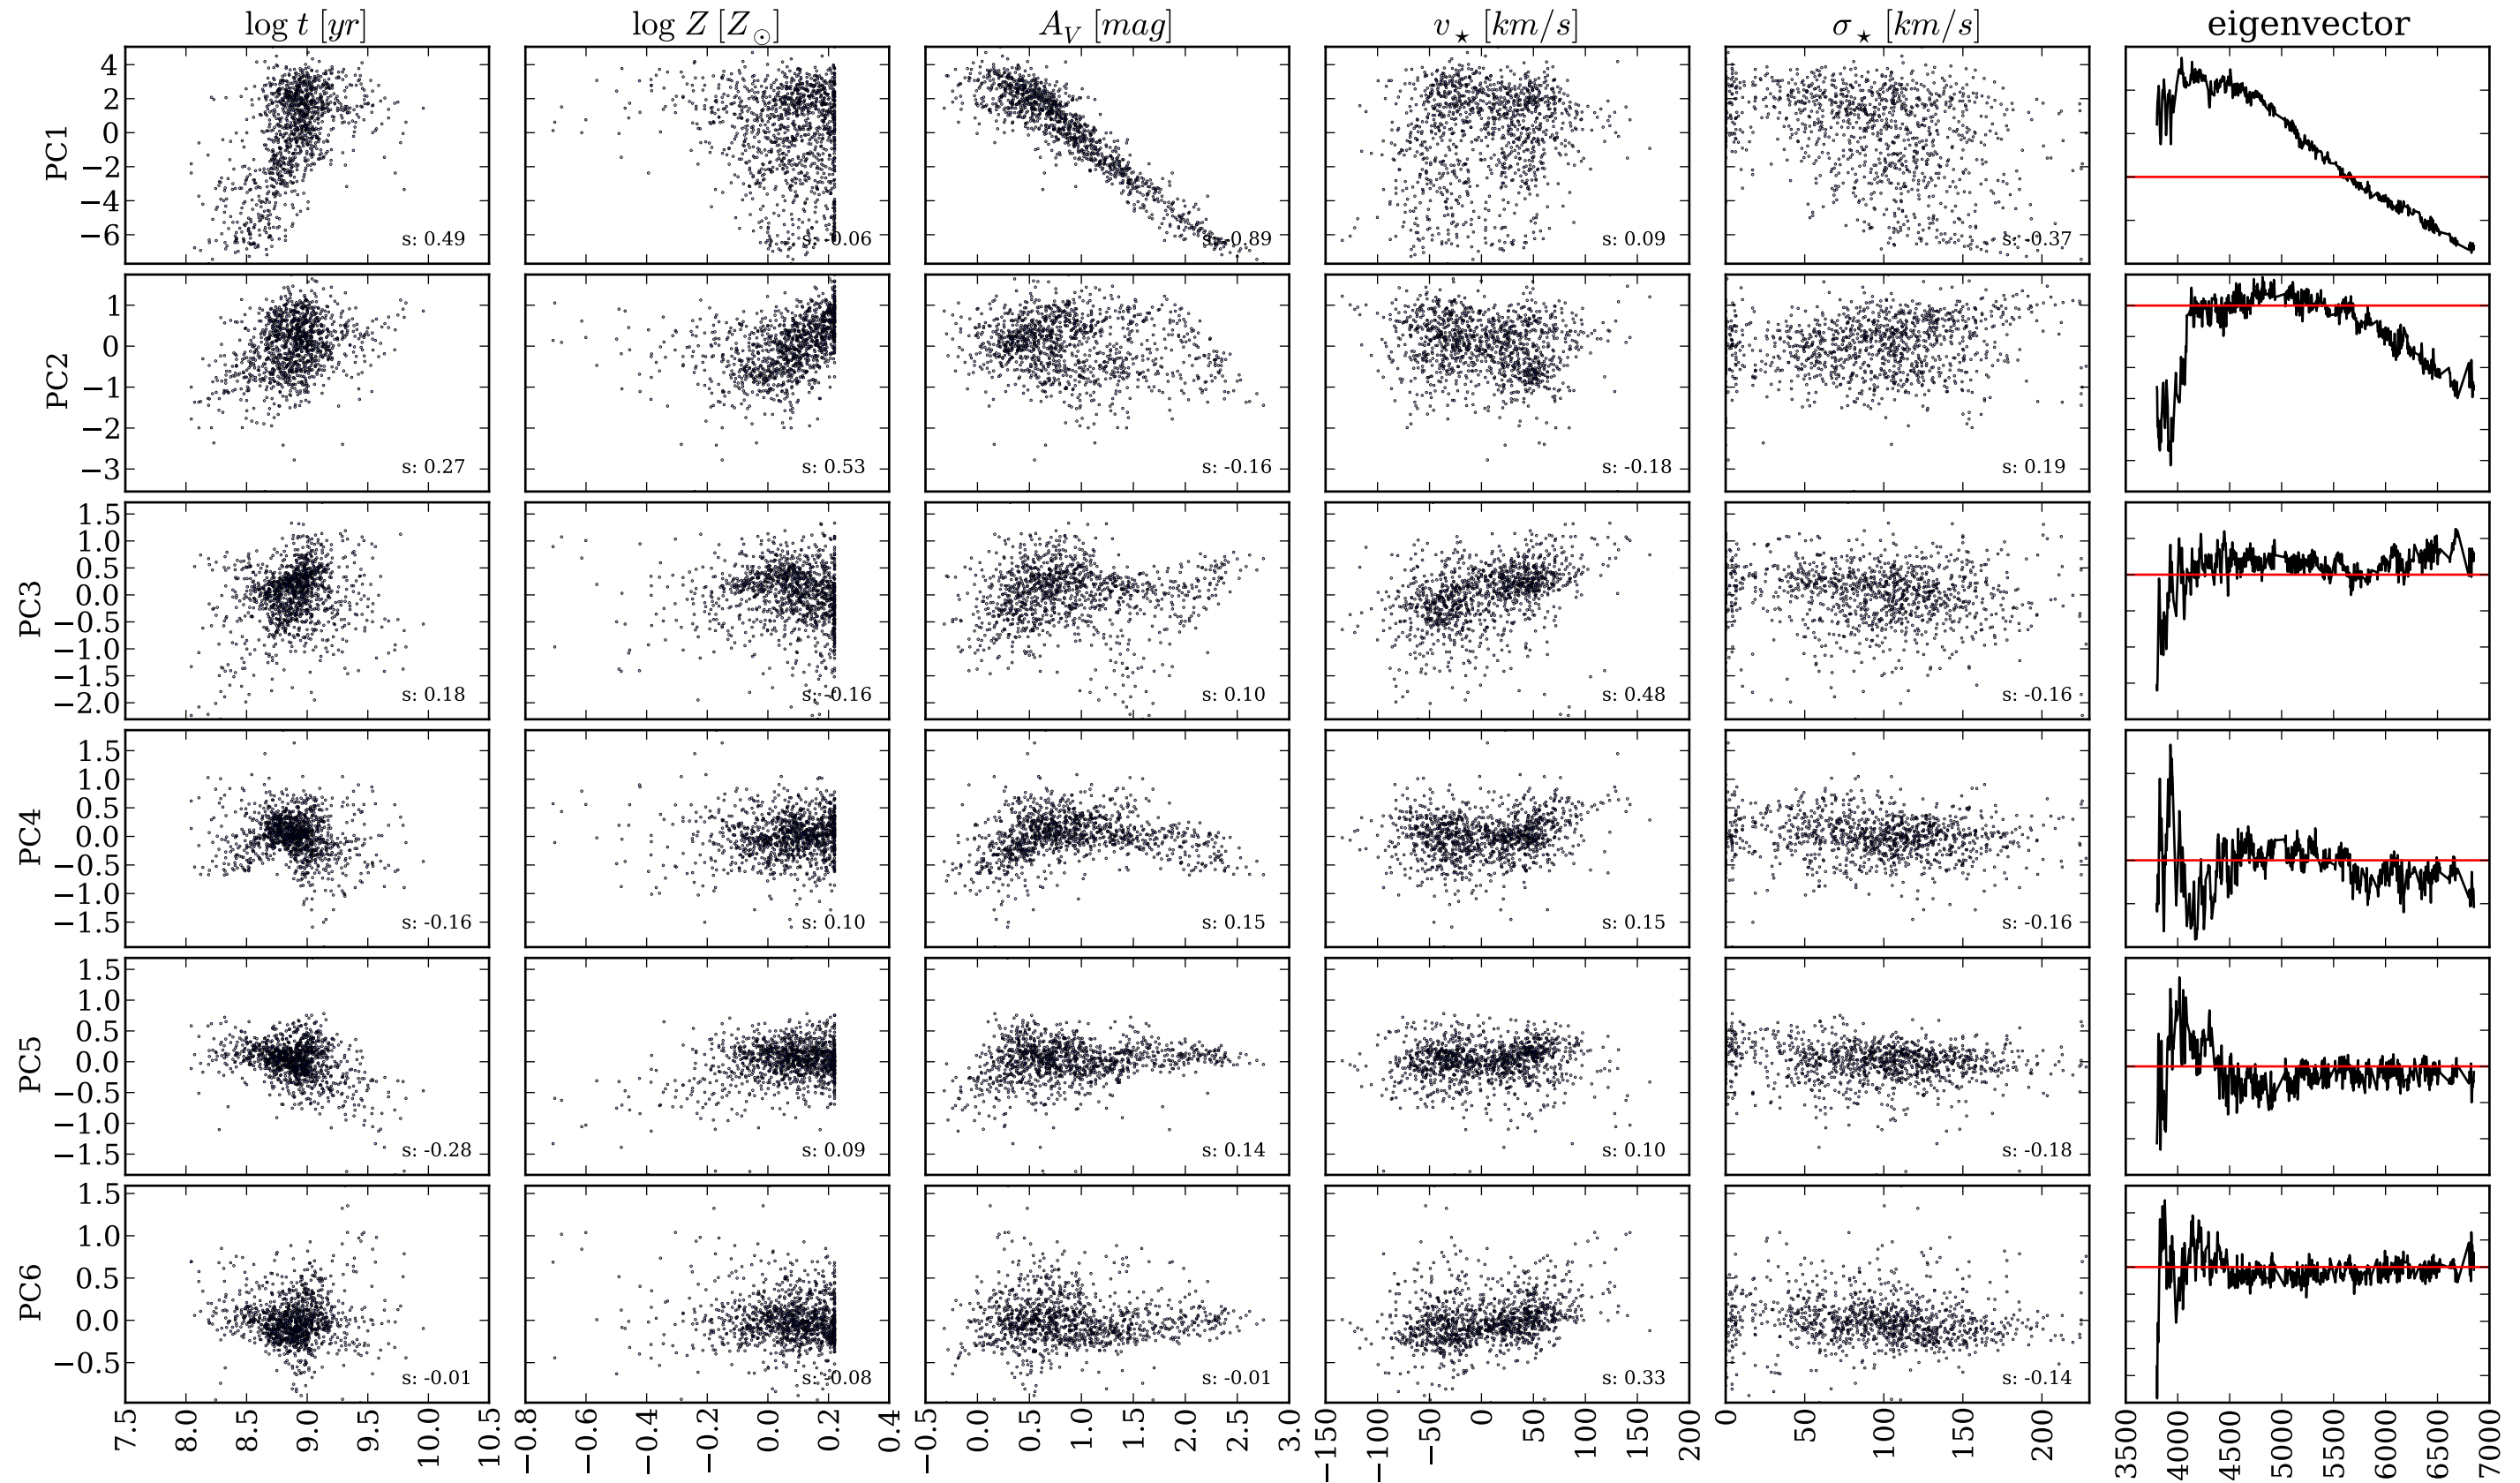 log t [yr] log Z [Z☉] A_V [mag] v⋆ [km/s] σ⋆ [km/s] eigenvector
PC1
4
2
0
−2
−4
−6
s: 0.49 s: -0.06 s: -0.89 s: 0.09 s: -0.37
PC2
1
0
−1
−2
−3
s: 0.27 s: 0.53 s: -0.16 s: -0.18 s: 0.19
PC3
1.5
1.0
0.5
0.0
−0.5
−1.0
−1.5
−2.0
s: 0.18 s: -0.16 s: 0.10 s: 0.48 s: -0.16
PC4
1.5
1.0
0.5
0.0
−0.5
−1.0
−1.5
s: -0.16 s: 0.10 s: 0.15 s: 0.15 s: -0.16
PC5
1.5
1.0
0.5
0.0
−0.5
−1.0
−1.5
s: -0.28 s: 0.09 s: 0.14 s: 0.10 s: -0.18
PC6
1.5
1.0
0.5
0.0
−0.5
s: -0.01 s: -0.08 s: -0.01 s: 0.33 s: -0.14
7.5 8.0 8.5 9.0 9.5 10.0 10.5 −0.8 −0.6 −0.4 −0.2 0.0 0.2 0.4 −0.5 0.0 0.5 1.0 1.5 2.0 2.5 3.0 −150 −100 −50 0 50 100 150 200 0 50 100 150 200 3500 4000 4500 5000 5500 6000 6500 7000